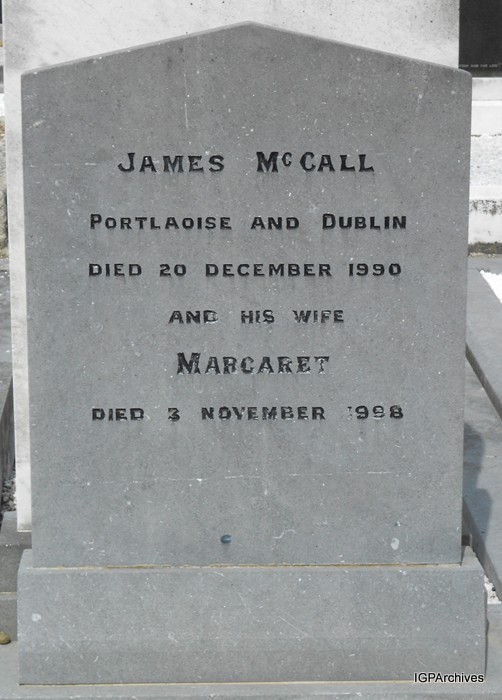 JAMES McCALL
PORTLAOISE AND DUBLIN
DIED 20 DECEMBER 1990
AND HIS WIFE
MARGARET
DIED 3 NOVEMBER 1998
IGPArchives